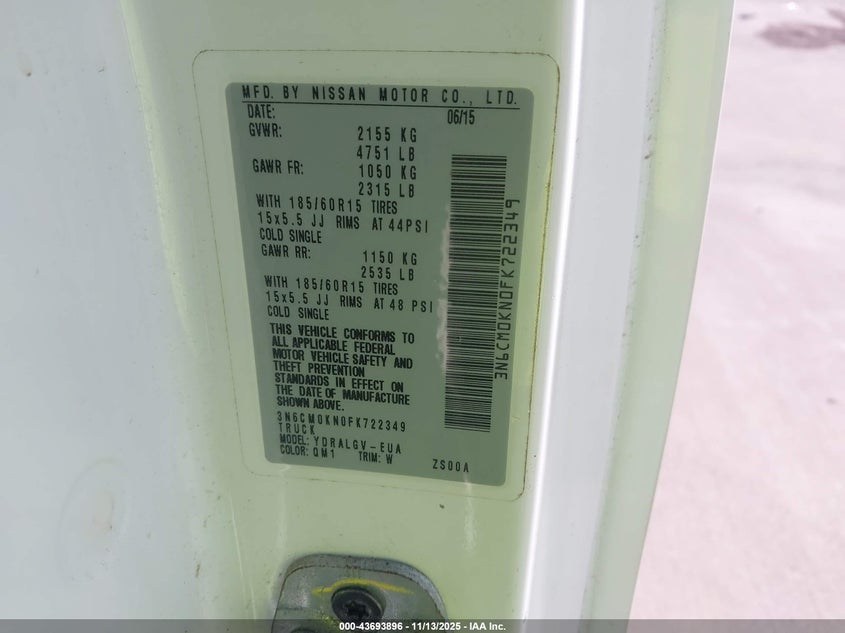 MFD. BY NISSAN MOTOR CO., LTD.
DATE: 06/15
GVWR: 2155 KG
4751 LB
GAWR FR: 1050 KG
2315 LB
WITH 185/60R15 TIRES
15x5.5 JJ RIMS AT 44PSI
COLD SINGLE
GAWR RR: 1150 KG
2535 LB
WITH 185/60R15 TIRES
15x5.5 JJ RIMS AT 48 PSI
COLD SINGLE
THIS VEHICLE CONFORMS TO
ALL APPLICABLE FEDERAL
MOTOR VEHICLE SAFETY AND
THEFT PREVENTION
STANDARDS IN EFFECT ON
THE DATE OF MANUFACTURE
SHOWN ABOVE.
3N6CM0KN0FK722349
TRUCK
MODEL: YDRALGV-EUA
COLOR: QM1 TRIM: W ZS00A
3N6CM0KN0FK722349
000-43693896 - 11/13/2025 - IAA Inc.